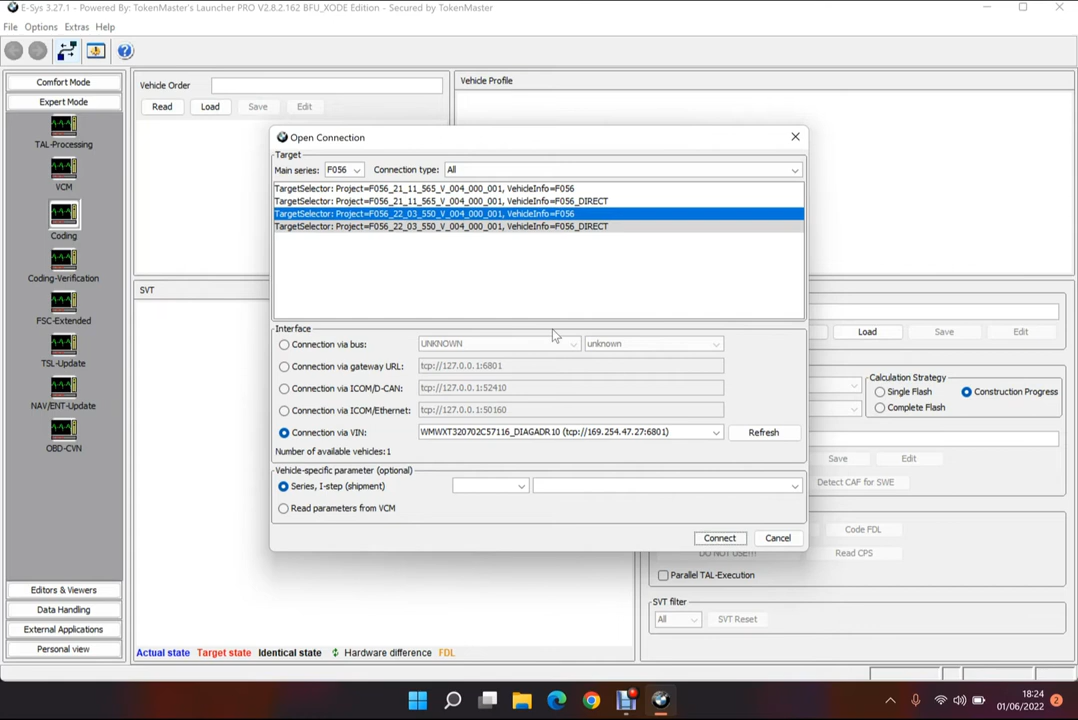 E-Sys 3.27.1 - Powered By: TokenMaster's Launcher PRO V2.8.2.162 BFU_XODE Edition - Secured by TokenMaster
File Options Extras Help
Comfort Mode
Expert Mode
TAL-Processing
VCM
Coding
Coding-Verification
FSC-Extended
TSL-Update
NAV/ENT-Update
OBD-CVN
Editors & Viewers
Data Handling
External Applications
Personal view
Vehicle Order
Read Load Save Edit
Vehicle Profile
SVT
Open Connection
Target
Main series: F056 Connection type: All
TargetSelector: Project=F056_21_11_565_V_004_000_001, VehicleInfo=F056
TargetSelector: Project=F056_21_11_565_V_004_000_001, VehicleInfo=F056_DIRECT
TargetSelector: Project=F056_22_03_550_V_004_000_001, VehicleInfo=F056
TargetSelector: Project=F056_22_03_550_V_004_000_001, VehicleInfo=F056_DIRECT
Interface
Connection via bus: UNKNOWN unknown
Connection via gateway URL: tcp://127.0.0.1:6801
Connection via ICOM/D-CAN: tcp://127.0.0.1:52410
Connection via ICOM/Ethernet: tcp://127.0.0.1:50160
Connection via VIN: WMWXT320702C57116_DIAGADR10 (tcp://169.254.47.27:6801) Refresh
Number of available vehicles:1
Vehicle-specific parameter (optional)
Series, I-step (shipment)
Read parameters from VCM
Connect Cancel
Load Save Edit
Calculation Strategy
Single Flash Construction Progress
Complete Flash
Save Edit
Detect CAF for SWE
Code FDL
DO NOT USE!!! Read CPS
Parallel TAL-Execution
SVT filter
All SVT Reset
Actual state Target state Identical state Hardware difference FDL
18:24
01/06/2022 2